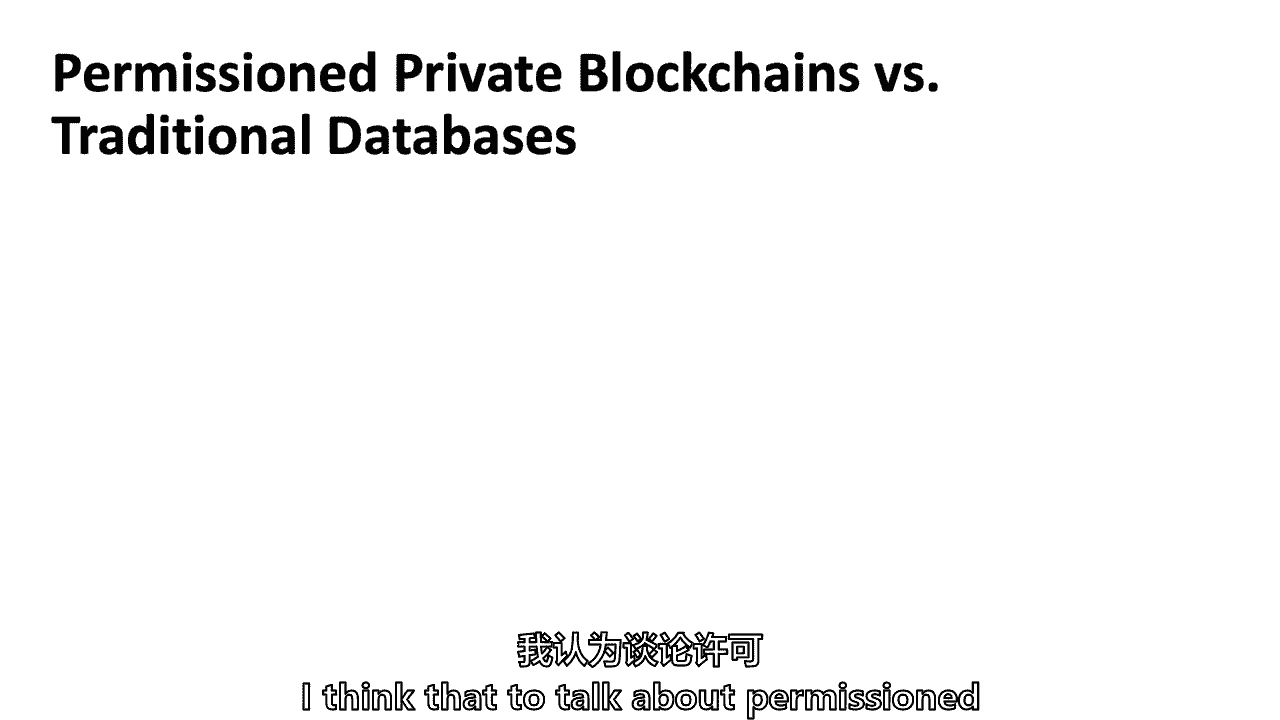 Permissioned Private Blockchains vs.
Traditional Databases
我认为谈论许可
I think that to talk about permissioned